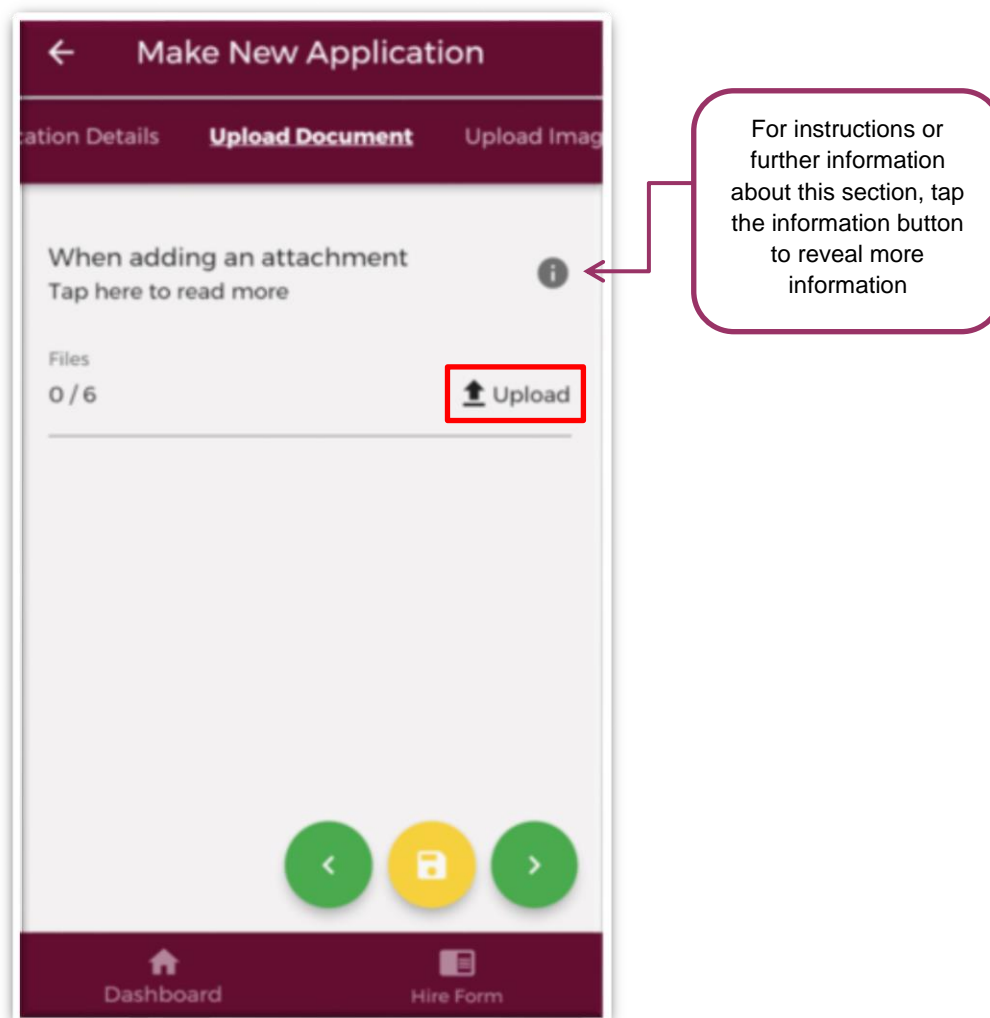 Make New Application
ation Details Upload Document Upload Imag
For instructions or
further information
about this section, tap
the information button
to reveal more
information
When adding an attachment
Tap here to read more
Files
0 / 6
Upload
Dashboard Hire Form